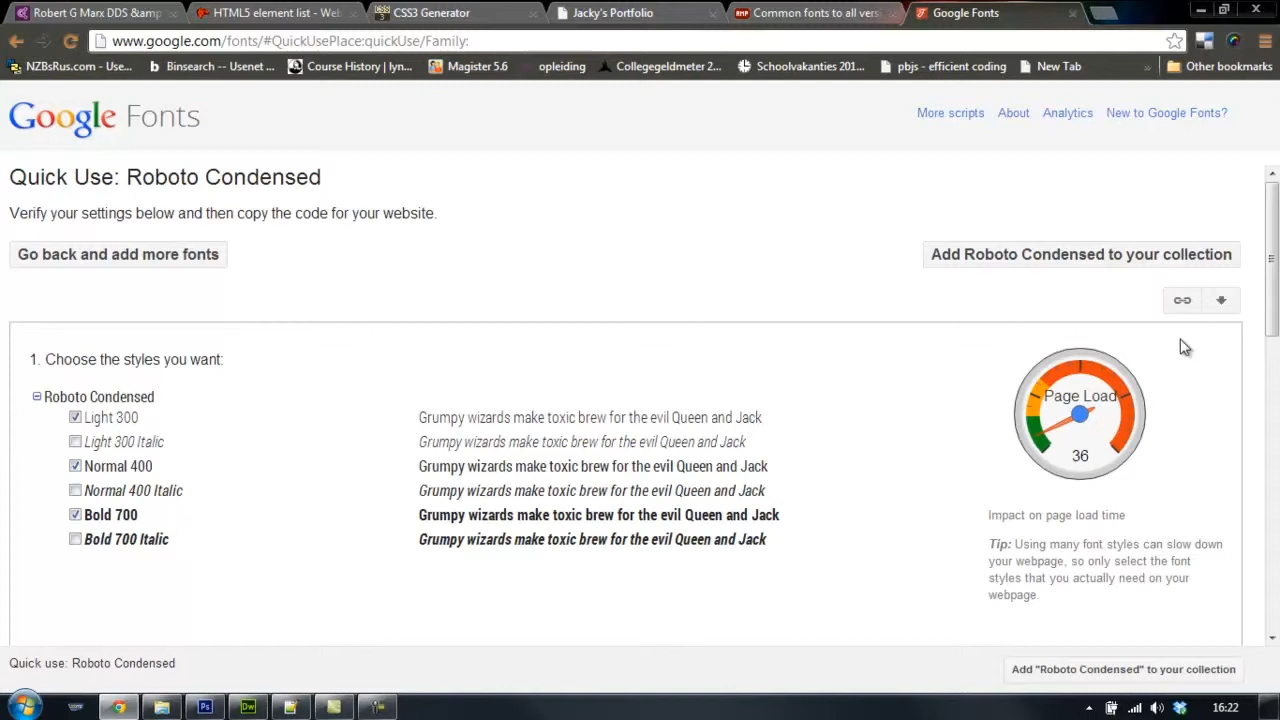 Robert G Marx DDS &amp
HTML5 element list - Web
CSS3 Generator
Jacky's Portfolio
Common fonts to all versi
Google Fonts
www.google.com/fonts/#QuickUsePlace:quickUse/Family:
NZBsRus.com - Use...
Binsearch -- Usenet ...
Course History | lyn...
Magister 5.6
opleiding
Collegegeldmeter 2...
Schoolvakanties 201...
pbjs - efficient coding
New Tab
»
Other bookmarks
Google Fonts
More scripts About Analytics New to Google Fonts?
Quick Use: Roboto Condensed
Verify your settings below and then copy the code for your website.
Go back and add more fonts
Add Roboto Condensed to your collection
1. Choose the styles you want:
Roboto Condensed
Light 300 Grumpy wizards make toxic brew for the evil Queen and Jack
Light 300 Italic Grumpy wizards make toxic brew for the evil Queen and Jack
Normal 400 Grumpy wizards make toxic brew for the evil Queen and Jack
Normal 400 Italic Grumpy wizards make toxic brew for the evil Queen and Jack
Bold 700 Grumpy wizards make toxic brew for the evil Queen and Jack
Bold 700 Italic Grumpy wizards make toxic brew for the evil Queen and Jack
Page Load
36
Impact on page load time
Tip: Using many font styles can slow down
your webpage, so only select the font
styles that you actually need on your
webpage.
Quick use: Roboto Condensed
Add "Roboto Condensed" to your collection
Ps
Dw
16:22